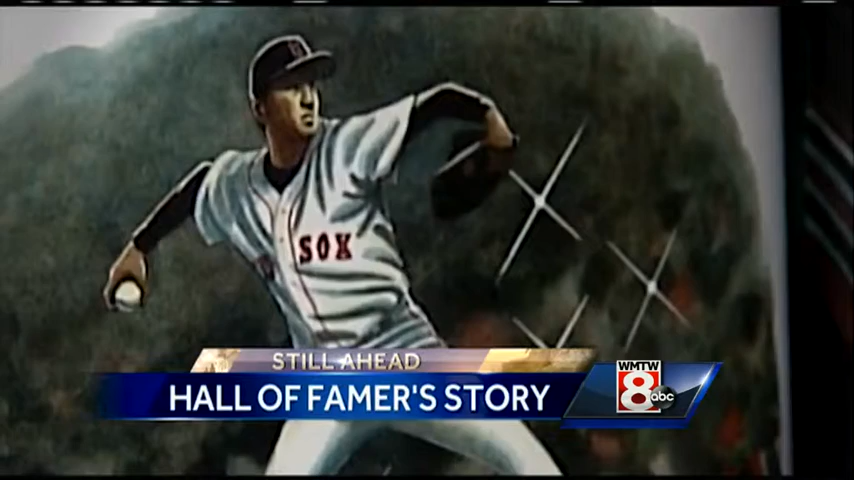 SOX
STILL AHEAD
HALL OF FAMER'S STORY
WMTW
8
abc